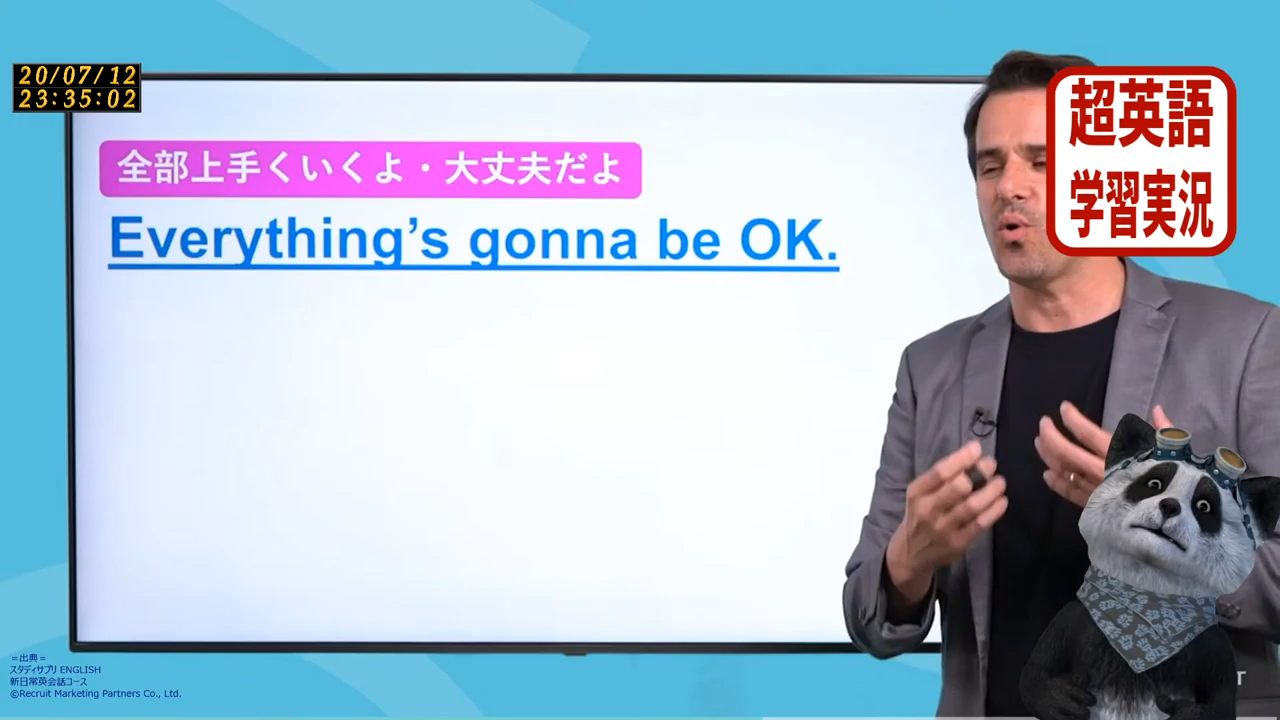 20/07/12
23:35:02
超英語
学習実況
全部上手くいくよ・大丈夫だよ
Everything's gonna be OK.
＝出典＝
スタディサプリ ENGLISH
新日常英会話コース
©Recruit Marketing Partners Co., Ltd.
T